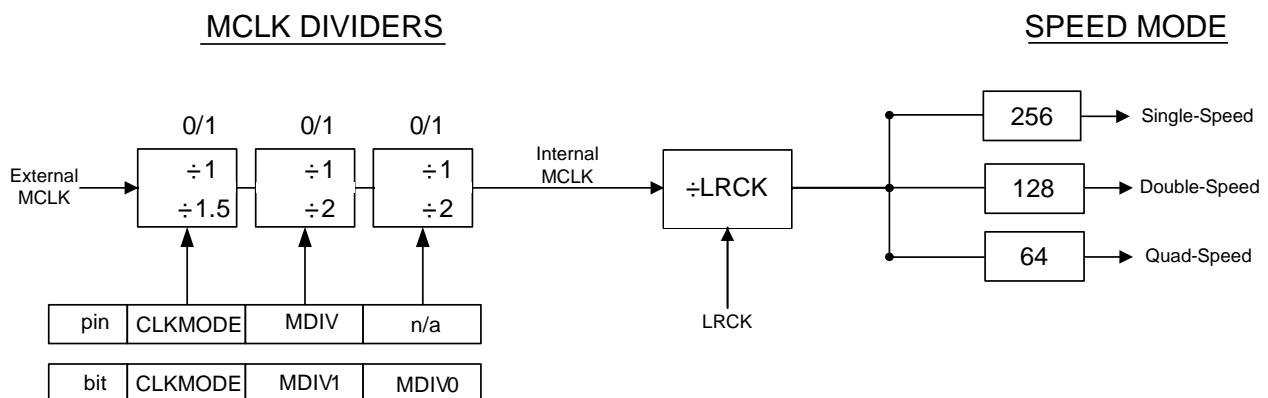 MCLK DIVIDERS
SPEED MODE
0/1 0/1 0/1
External MCLK
÷1 ÷1 ÷1
÷1.5 ÷2 ÷2
Internal MCLK
÷LRCK
LRCK
256 Single-Speed
128 Double-Speed
64 Quad-Speed
pin CLKMODE MDIV n/a
bit CLKMODE MDIV1 MDIV0